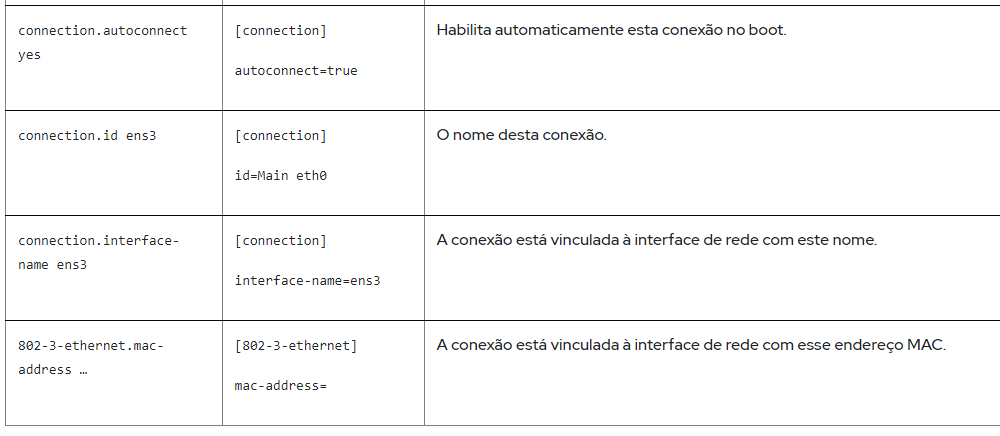 connection.autoconnect
yes
[connection]
autoconnect=true
Habilita automaticamente esta conexão no boot.
connection.id ens3
[connection]
id=Main eth0
O nome desta conexão.
connection.interface-
name ens3
[connection]
interface-name=ens3
A conexão está vinculada à interface de rede com este nome.
802-3-ethernet.mac-
address …
[802-3-ethernet]
mac-address=
A conexão está vinculada à interface de rede com esse endereço MAC.